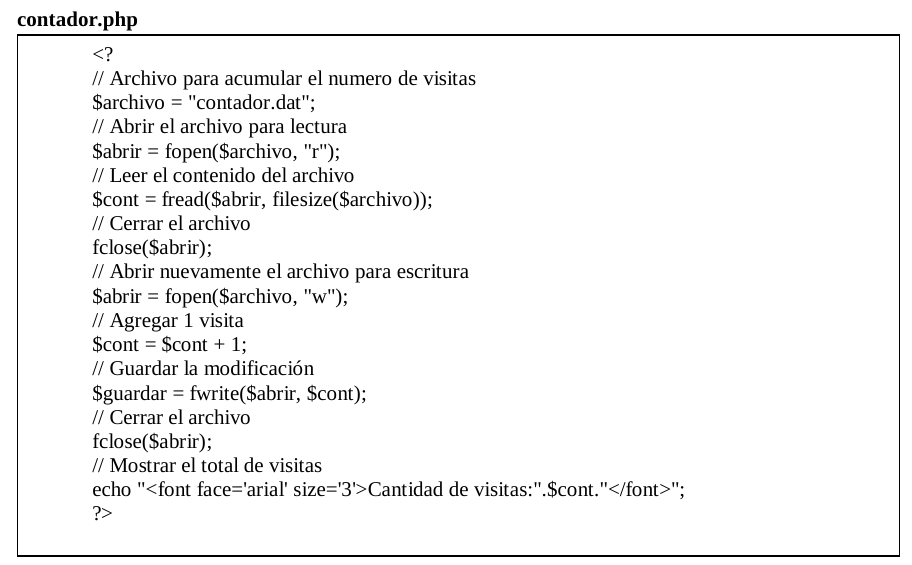 contador.php
<?
// Archivo para acumular el numero de visitas
$archivo = "contador.dat";
// Abrir el archivo para lectura
$abrir = fopen($archivo, "r");
// Leer el contenido del archivo
$cont = fread($abrir, filesize($archivo));
// Cerrar el archivo
fclose($abrir);
// Abrir nuevamente el archivo para escritura
$abrir = fopen($archivo, "w");
// Agregar 1 visita
$cont = $cont + 1;
// Guardar la modificación
$guardar = fwrite($abrir, $cont);
// Cerrar el archivo
fclose($abrir);
// Mostrar el total de visitas
echo "<font face='arial' size='3'>Cantidad de visitas:".$cont."</font>";
?>